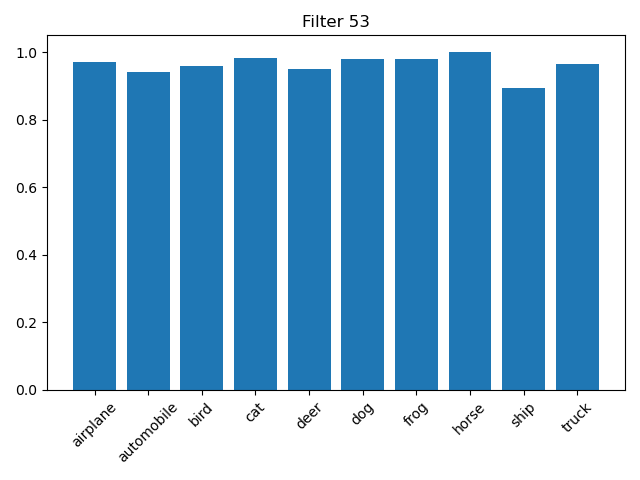 Filter 53
1.0
0.8
0.6
0.4
0.2
0.0
airplane
automobile
bird
cat
deer
dog
frog
horse
ship
truck